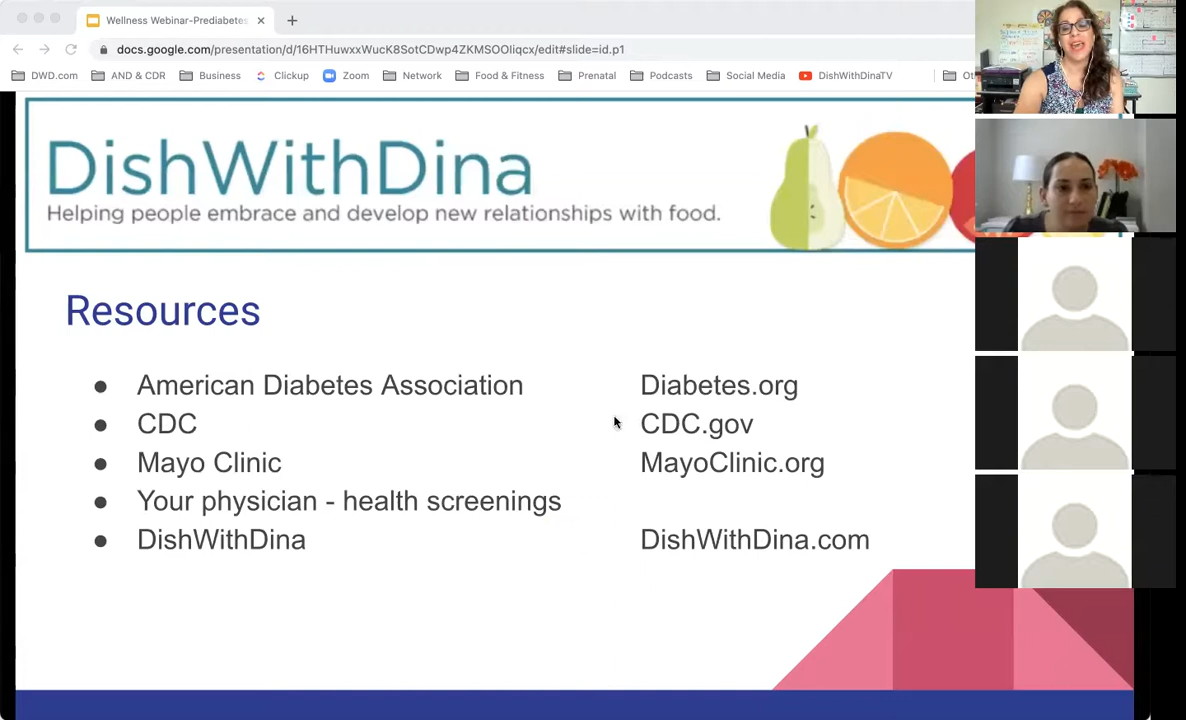 Wellness Webinar-Prediabetes
docs.google.com/presentation/d/16HTHuwxxWucK8SotCDwp4ZKMSOOliqcx/edit#slide=id.p1
DWD.com AND & CDR Business Clickup Zoom Network Food & Fitness Prenatal Podcasts Social Media DishWithDinaTV
DishWithDina
Helping people embrace and develop new relationships with food.
Resources
American Diabetes Association Diabetes.org
CDC CDC.gov
Mayo Clinic MayoClinic.org
Your physician - health screenings
DishWithDina DishWithDina.com